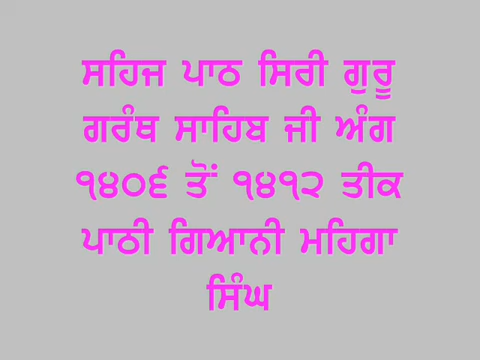 ਸਹਿਜ ਪਾਠ ਸਿਰੀ ਗੁਰੂ
ਗਰੰਥ ਸਾਹਿਬ ਜੀ ਅੰਗ
੧੪੦੬ ਤੋਂ ੧੪੧੨ ਤੀਕ
ਪਾਠੀ ਗਿਆਨੀ ਮਹਿਗਾ
ਸਿੰਘ